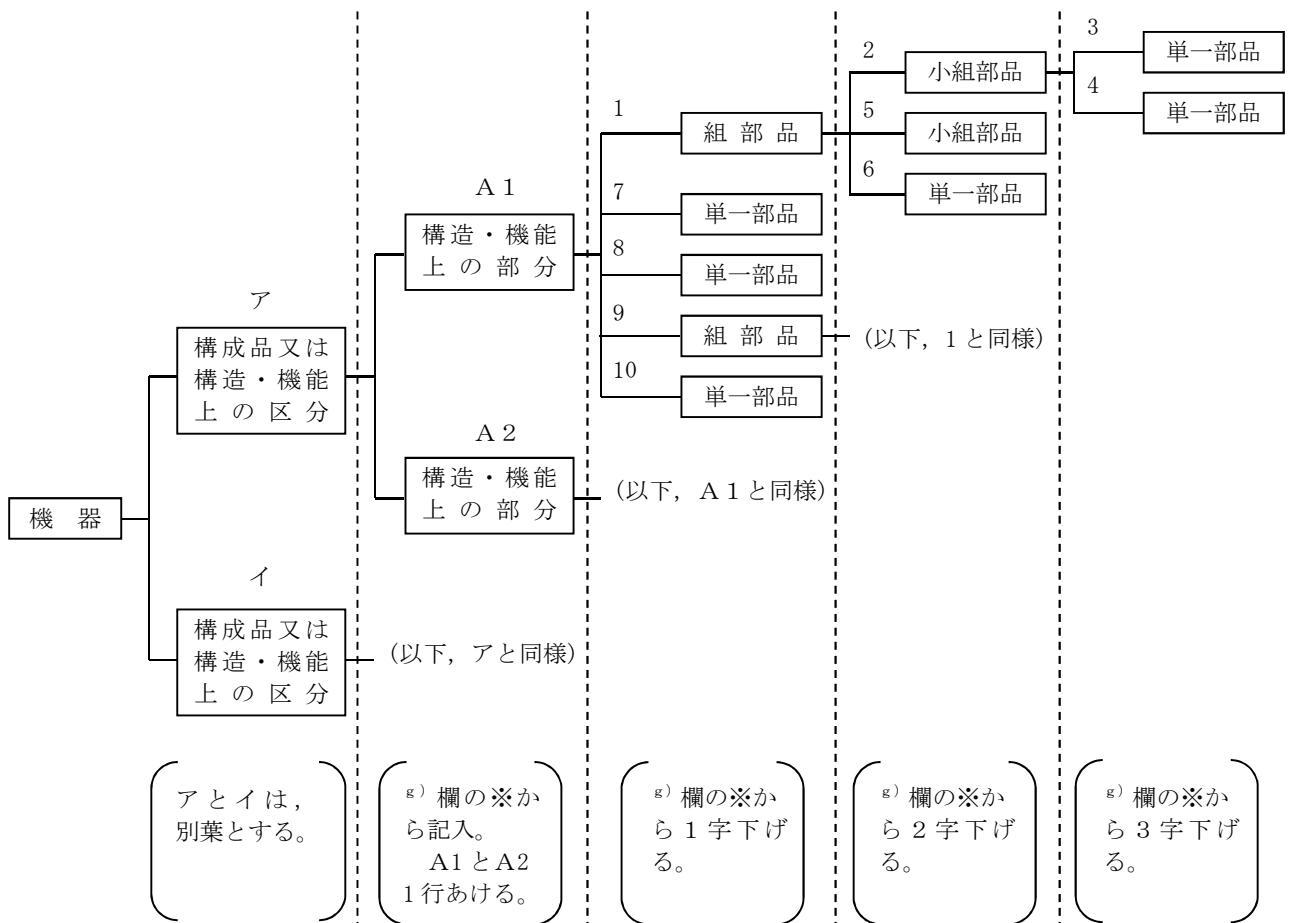 機 器
ア
構成品又は
構造・機能
上 の 区 分
イ
構成品又は
構造・機能
上 の 区 分
(以下，アと同様)
A１
構造・機能
上 の 部 分
A２
構造・機能
上 の 部 分
(以下，A１と同様)
1
組 部 品
7
単一部品
8
単一部品
9
組 部 品
(以下，1と同様)
10
単一部品
2
小組部品
5
小組部品
6
単一部品
3
単一部品
4
単一部品
アとイは，
別葉とする。
g）欄の※か
ら記入。
A1とA2
1行あける。
g）欄の※か
ら１字下げ
る。
g）欄の※か
ら２字下げ
る。
g）欄の※か
ら３字下げ
る。